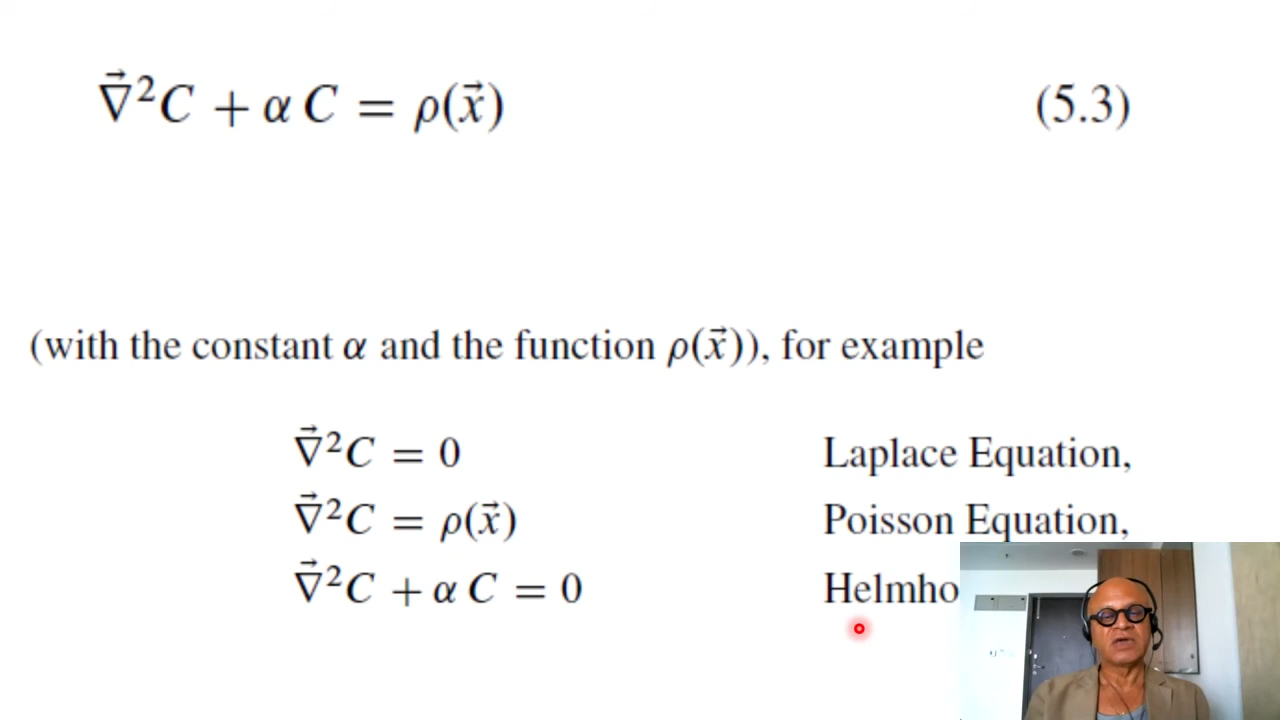 ∇⃗²C + α C = ρ(x⃗) (5.3)
(with the constant α and the function ρ(x⃗)), for example
∇⃗²C = 0 Laplace Equation,
∇⃗²C = ρ(x⃗) Poisson Equation,
∇⃗²C + α C = 0 Helmho